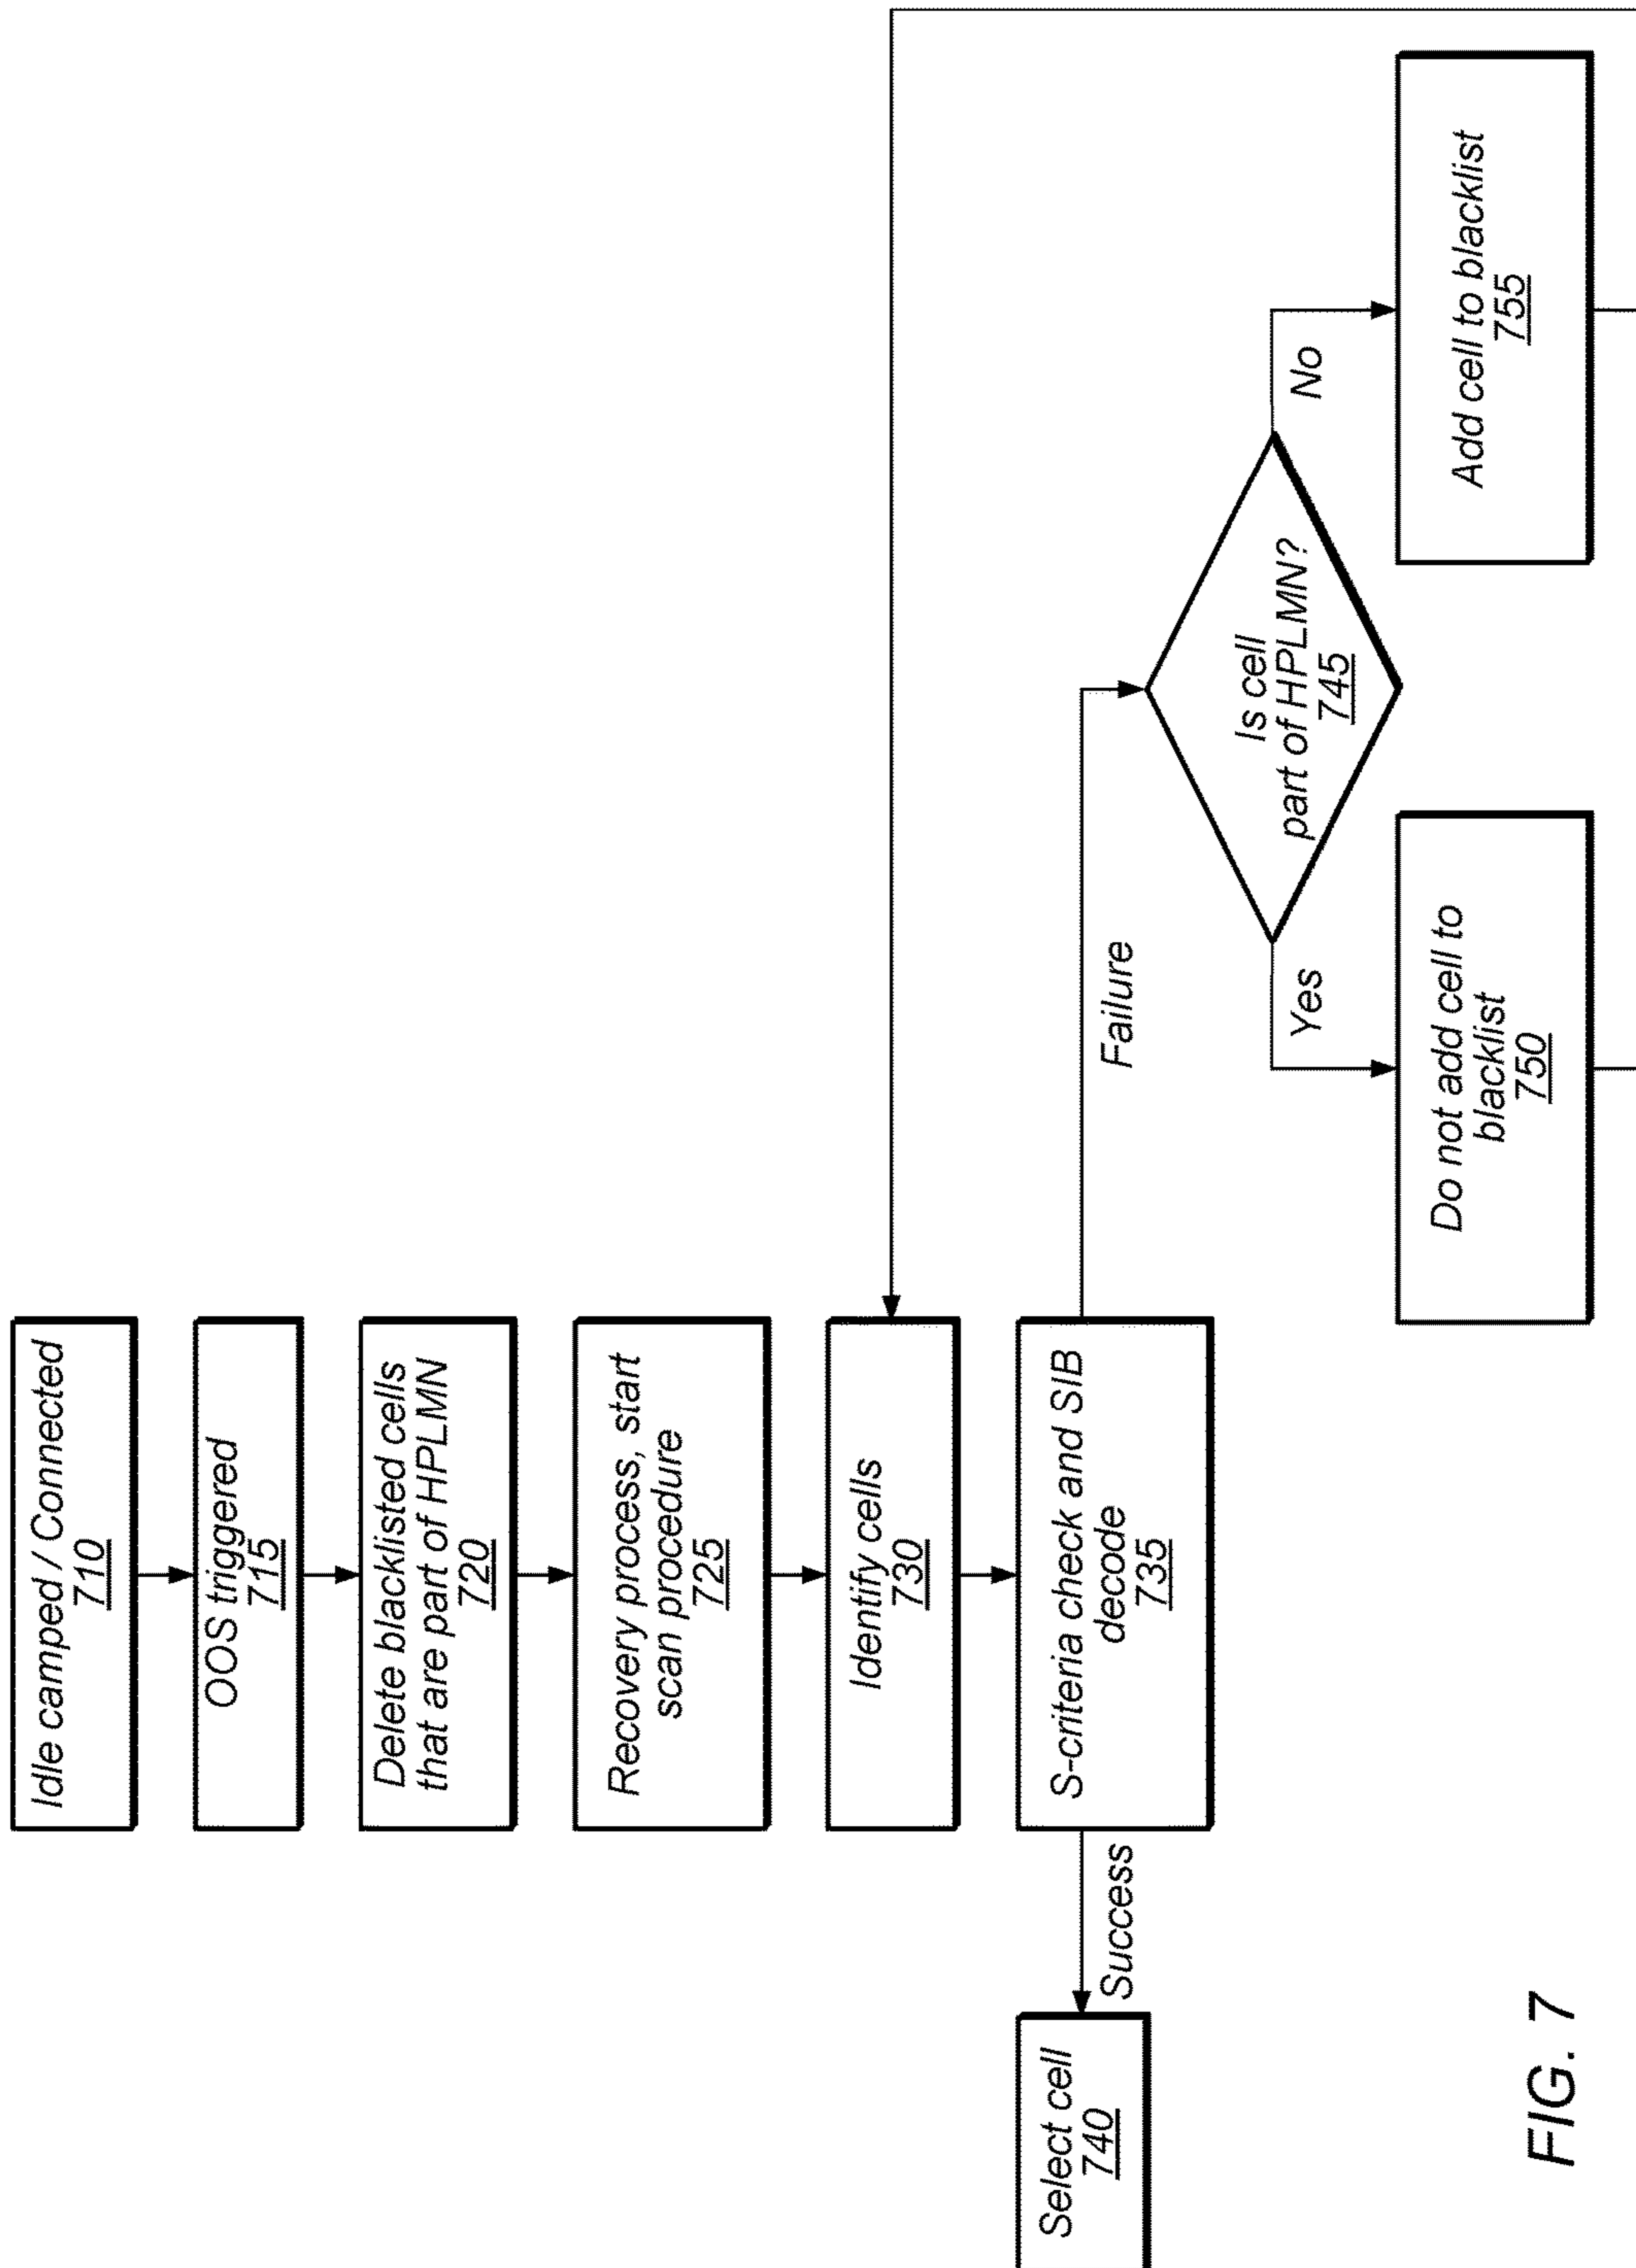 Idle camped / Connected
710
OOS triggered
715
Delete blacklisted cells
that are part of HPLMN
720
Recovery process, start
scan procedure
725
Identify cells
730
S-criteria check and SIB
decode
735
Success
Select cell
740
Failure
Is cell
part of HPLMN?
745
Yes
No
Do not add cell to
blacklist
750
Add cell to blacklist
755
FIG. 7